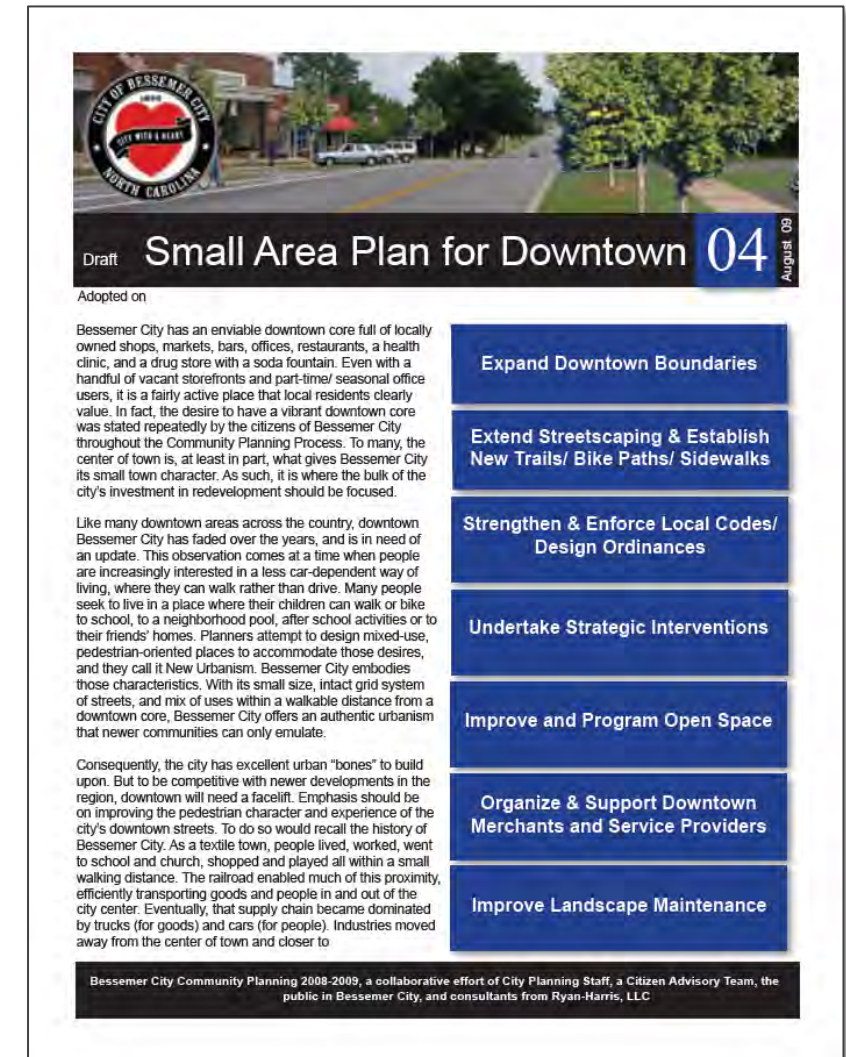 CITY OF BESSEMER CITY
CITY WITH A HEART
NORTH CAROLINA
Draft Small Area Plan for Downtown 04 August 09
Adopted on
Bessemer City has an enviable downtown core full of locally
owned shops, markets, bars, offices, restaurants, a health
clinic, and a drug store with a soda fountain. Even with a
handful of vacant storefronts and part-time/ seasonal office
users, it is a fairly active place that local residents clearly
value. In fact, the desire to have a vibrant downtown core
was stated repeatedly by the citizens of Bessemer City
throughout the Community Planning Process. To many, the
center of town is, at least in part, what gives Bessemer City
its small town character. As such, it is where the bulk of the
city's investment in redevelopment should be focused.
Like many downtown areas across the country, downtown
Bessemer City has faded over the years, and is in need of
an update. This observation comes at a time when people
are increasingly interested in a less car-dependent way of
living, where they can walk rather than drive. Many people
seek to live in a place where their children can walk or bike
to school, to a neighborhood pool, after school activities or to
their friends' homes. Planners attempt to design mixed-use,
pedestrian-oriented places to accommodate those desires,
and they call it New Urbanism. Bessemer City embodies
those characteristics. With its small size, intact grid system
of streets, and mix of uses within a walkable distance from a
downtown core, Bessemer City offers an authentic urbanism
that newer communities can only emulate.
Consequently, the city has excellent urban "bones" to build
upon. But to be competitive with newer developments in the
region, downtown will need a facelift. Emphasis should be
on improving the pedestrian character and experience of the
city's downtown streets. To do so would recall the history of
Bessemer City. As a textile town, people lived, worked, went
to school and church, shopped and played all within a small
walking distance. The railroad enabled much of this proximity,
efficiently transporting goods and people in and out of the
city center. Eventually, that supply chain became dominated
by trucks (for goods) and cars (for people). Industries moved
away from the center of town and closer to
Expand Downtown Boundaries
Extend Streetscaping & Establish
New Trails/ Bike Paths/ Sidewalks
Strengthen & Enforce Local Codes/
Design Ordinances
Undertake Strategic Interventions
Improve and Program Open Space
Organize & Support Downtown
Merchants and Service Providers
Improve Landscape Maintenance
Bessemer City Community Planning 2008-2009, a collaborative effort of City Planning Staff, a Citizen Advisory Team, the
public in Bessemer City, and consultants from Ryan-Harris, LLC